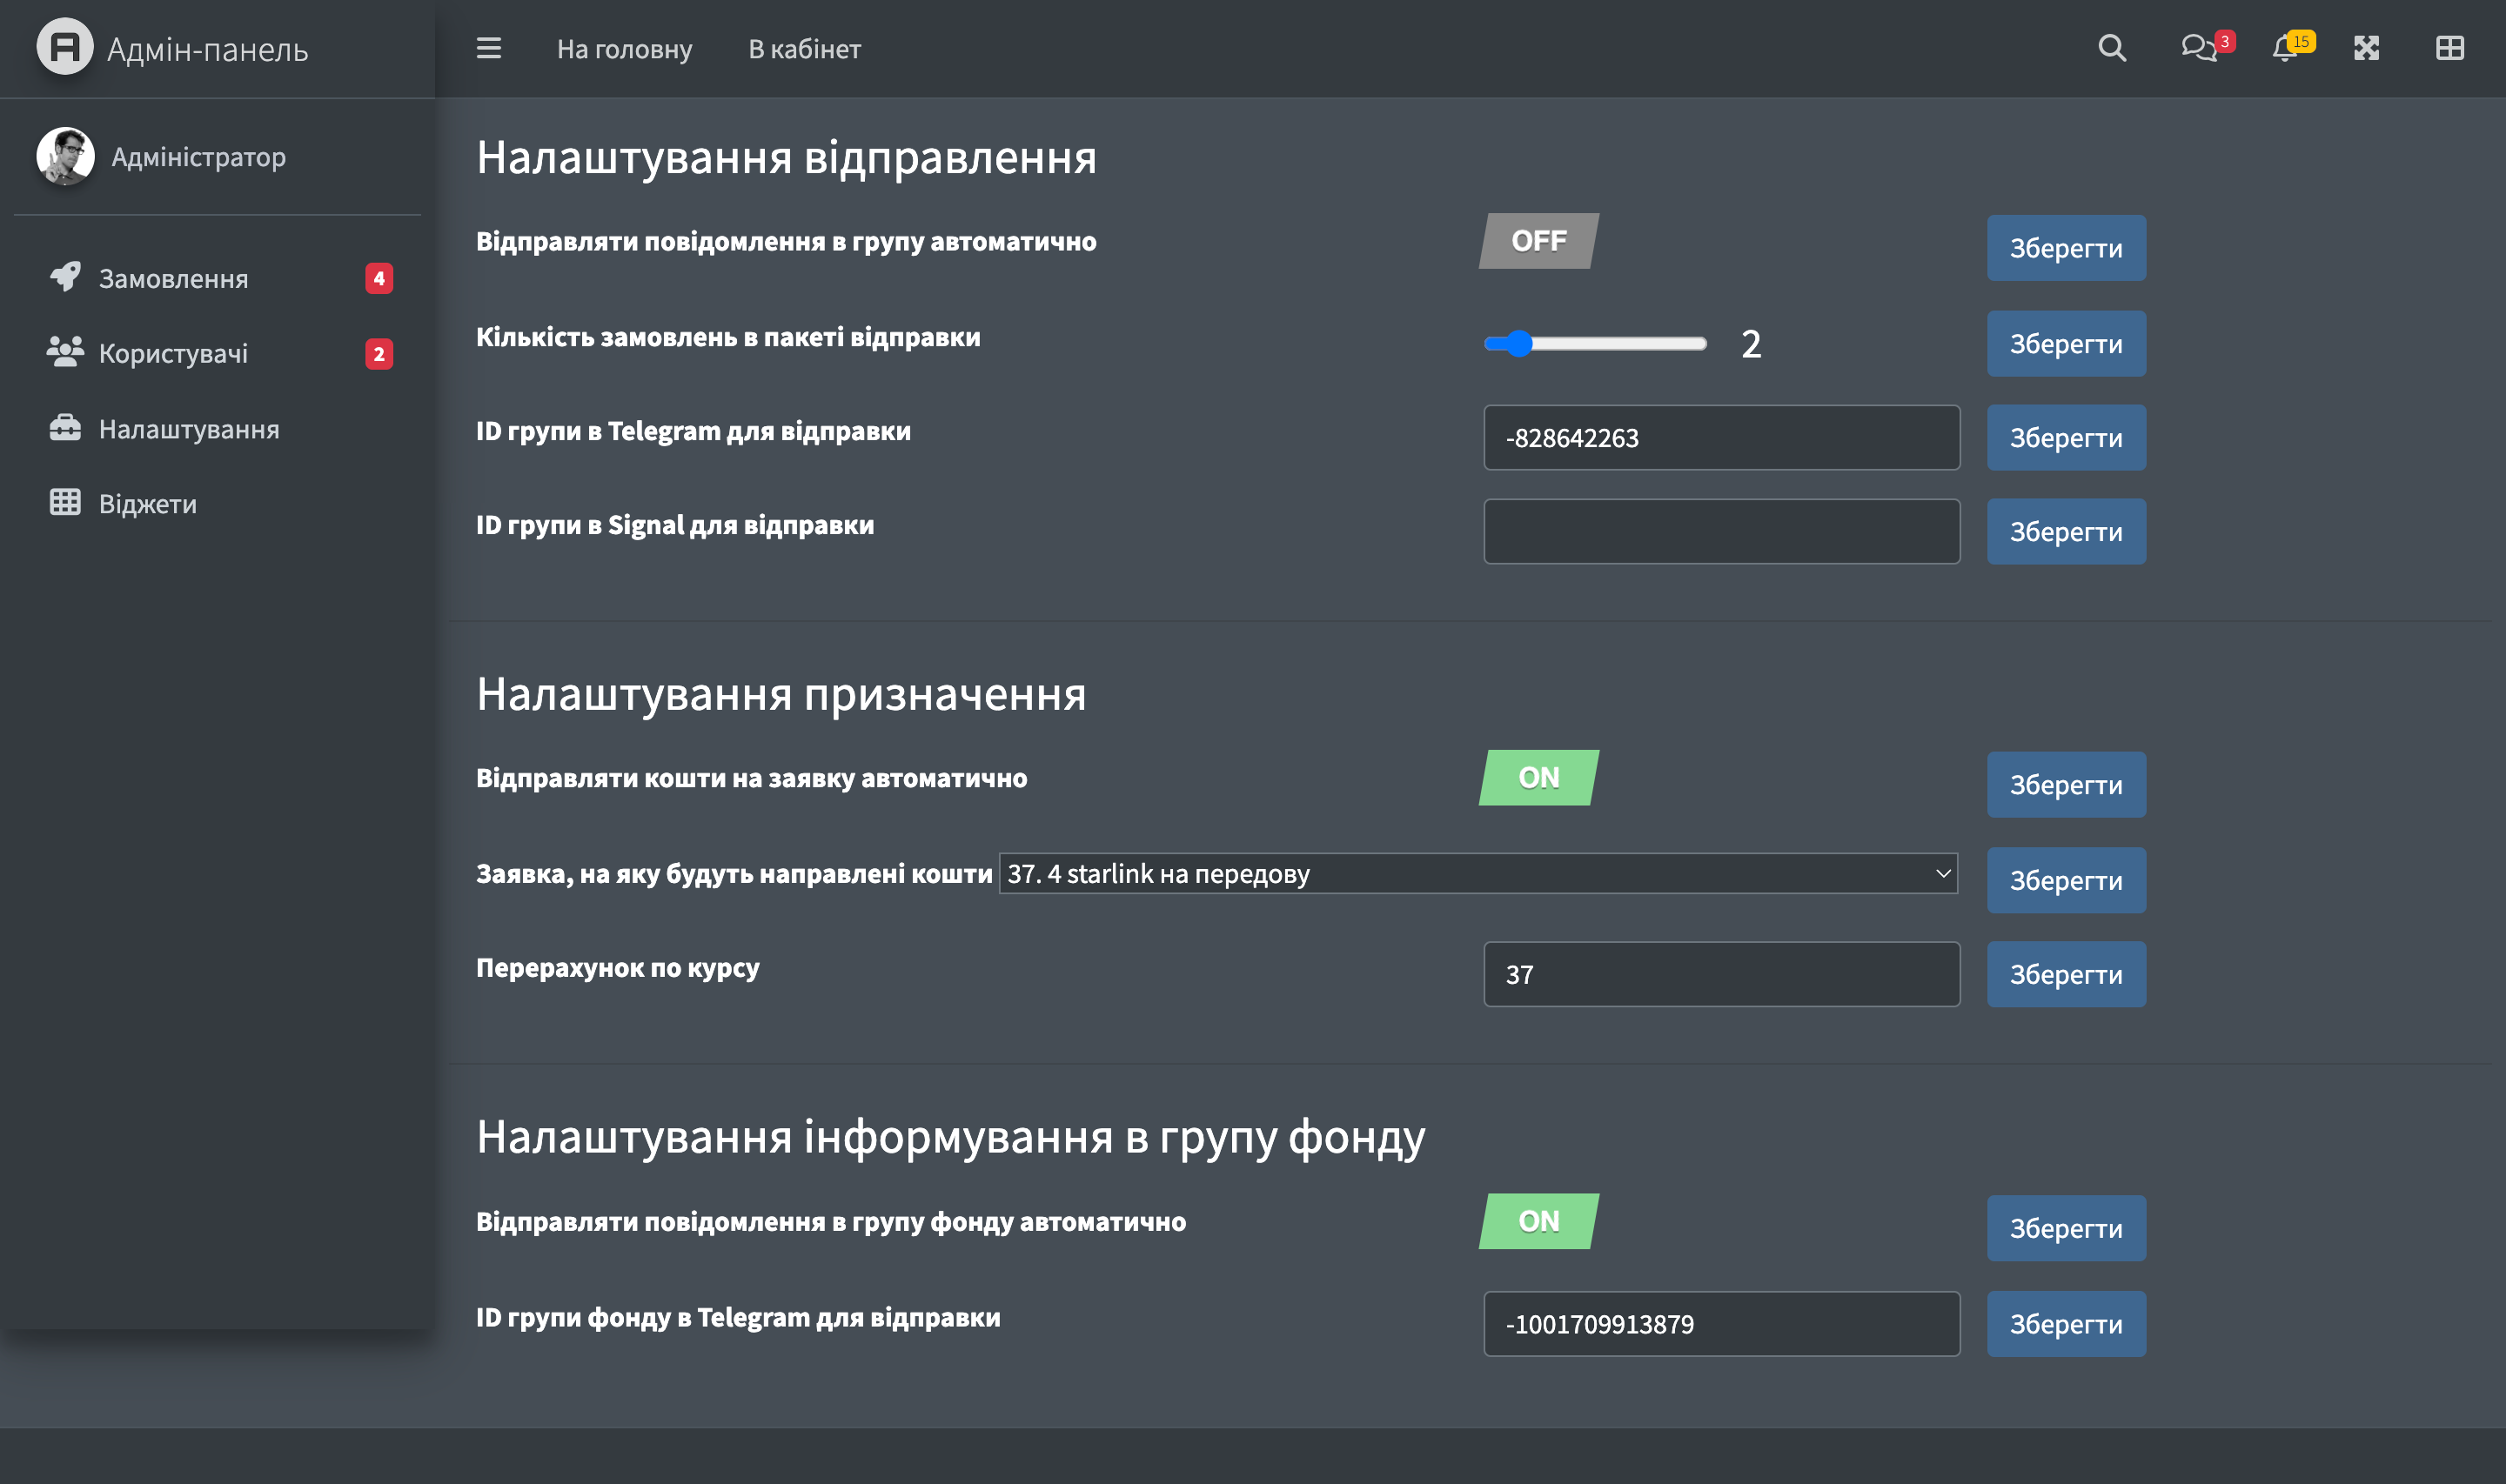 Адмін-панель
На головну
В кабінет
3
15
Адміністратор
Замовлення
4
Користувачі
2
Налаштування
Віджети
Налаштування відправлення
Відправляти повідомлення в групу автоматично
OFF
Зберегти
Кількість замовлень в пакеті відправки
2
Зберегти
ID групи в Telegram для відправки
-828642263
Зберегти
ID групи в Signal для відправки
Зберегти
Налаштування призначення
Відправляти кошти на заявку автоматично
ON
Зберегти
Заявка, на яку будуть направлені кошти
37. 4 starlink на передову
Зберегти
Перерахунок по курсу
37
Зберегти
Налаштування інформування в групу фонду
Відправляти повідомлення в групу фонду автоматично
ON
Зберегти
ID групи фонду в Telegram для відправки
-1001709913879
Зберегти